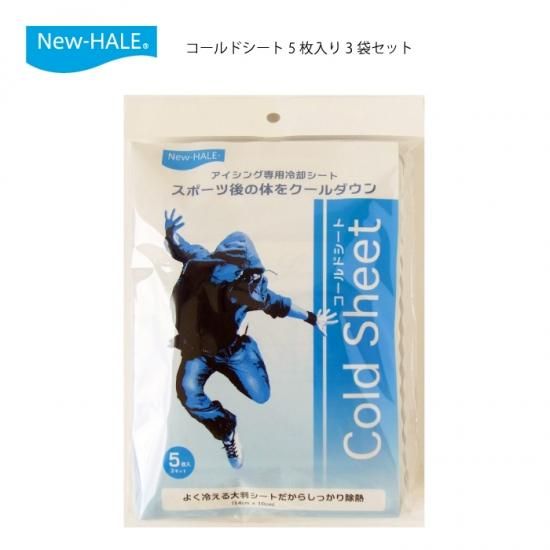 New-HALE®
コールドシート 5 枚入り 3 袋セット
New-HALE®
アイシング専用冷却シート
スポーツ後の体をクールダウン
コールドシート
Cold Sheet
5枚入
よく冷える大判シートだからしっかり除熱
(14cm x 10cm)